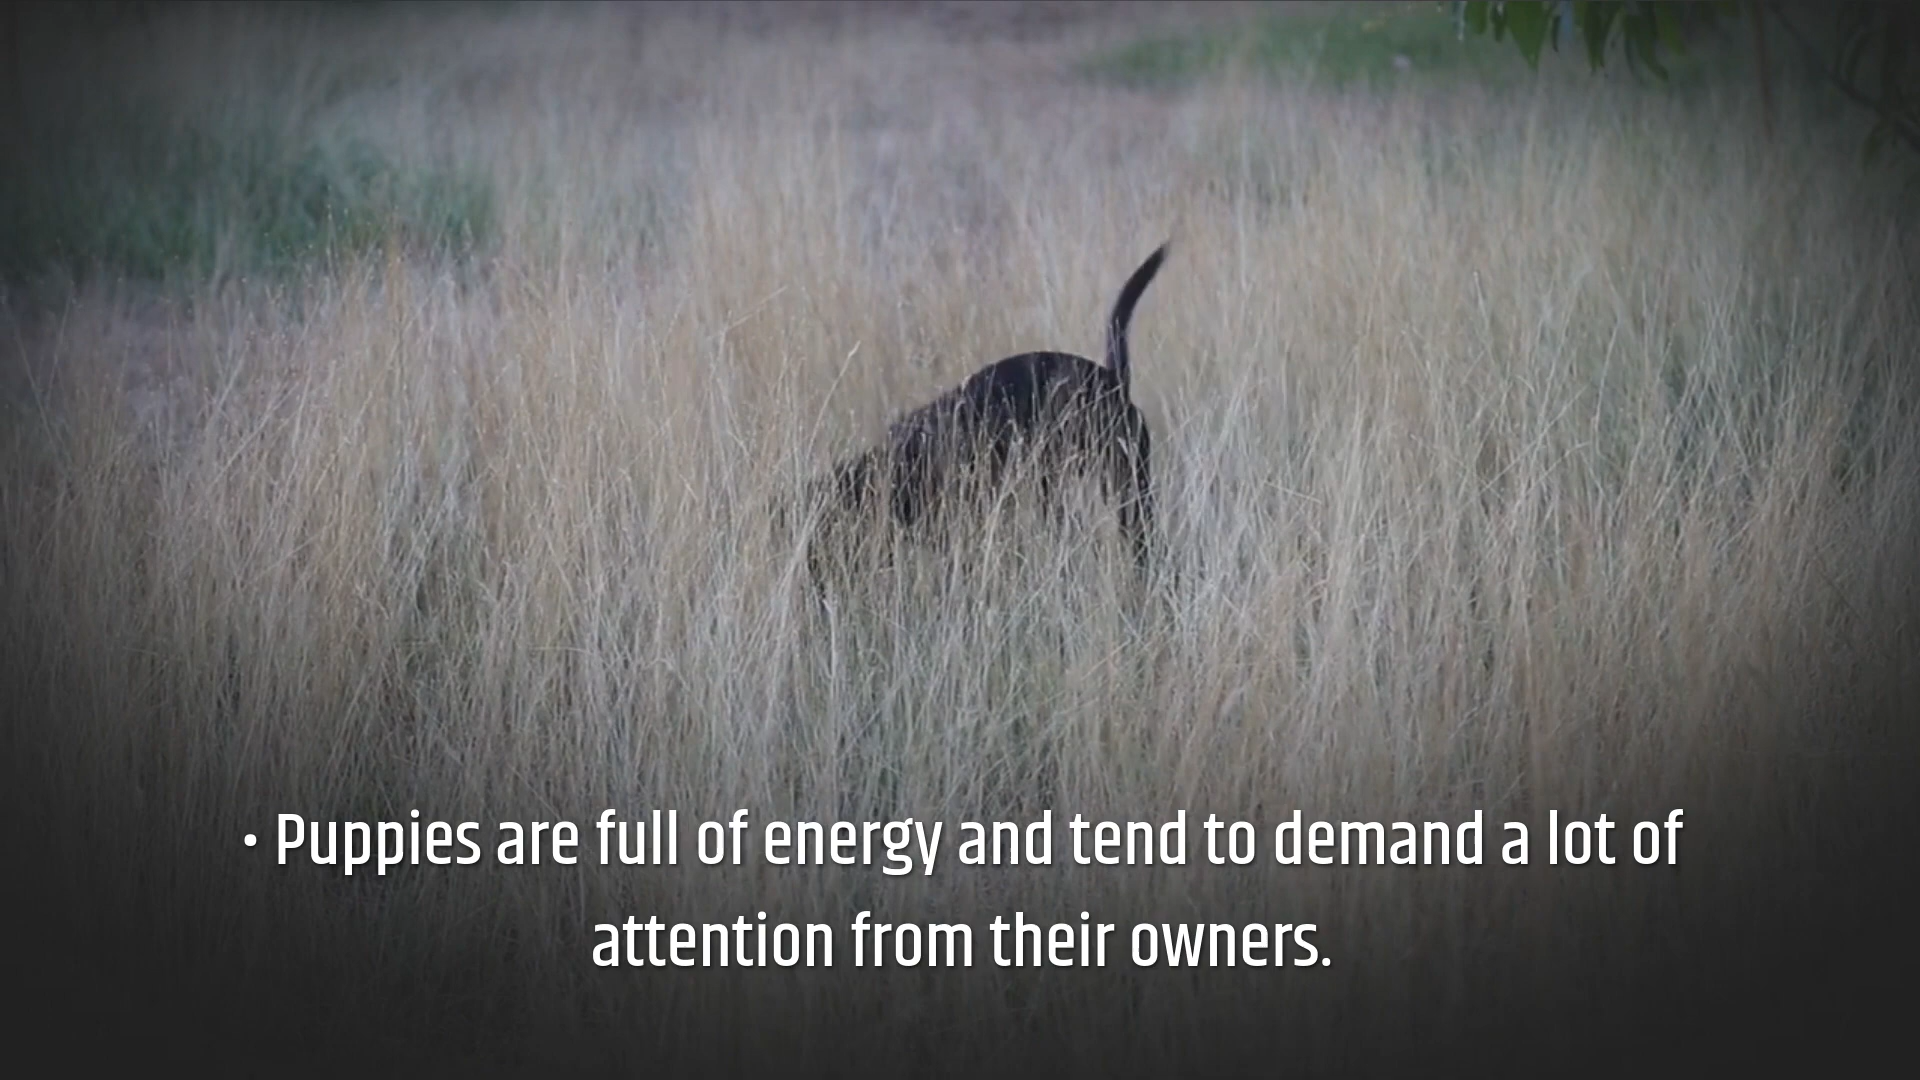 • Puppies are full of energy and tend to demand a lot of
attention from their owners.